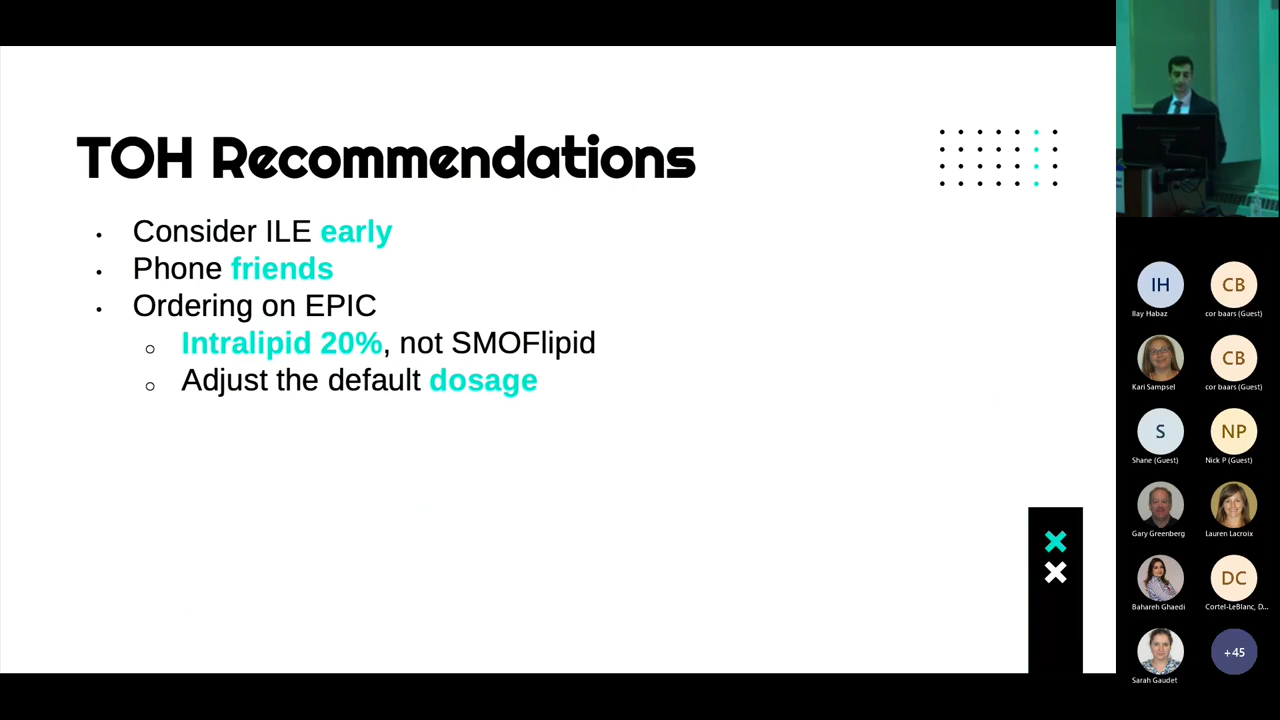 TOH Recommendations
• Consider ILE early
• Phone friends
• Ordering on EPIC
○ Intralipid 20%, not SMOFlipid
○ Adjust the default dosage
IH
Ilay Habaz
CB
cor baars (Guest)
Kari Sampsel
CB
cor baars (Guest)
S
Shane (Guest)
NP
Nick P (Guest)
Gary Greenberg
Lauren Lacroix
Bahareh Ghaedi
DC
Cortel-LeBlanc, D...
Sarah Gaudet
+45